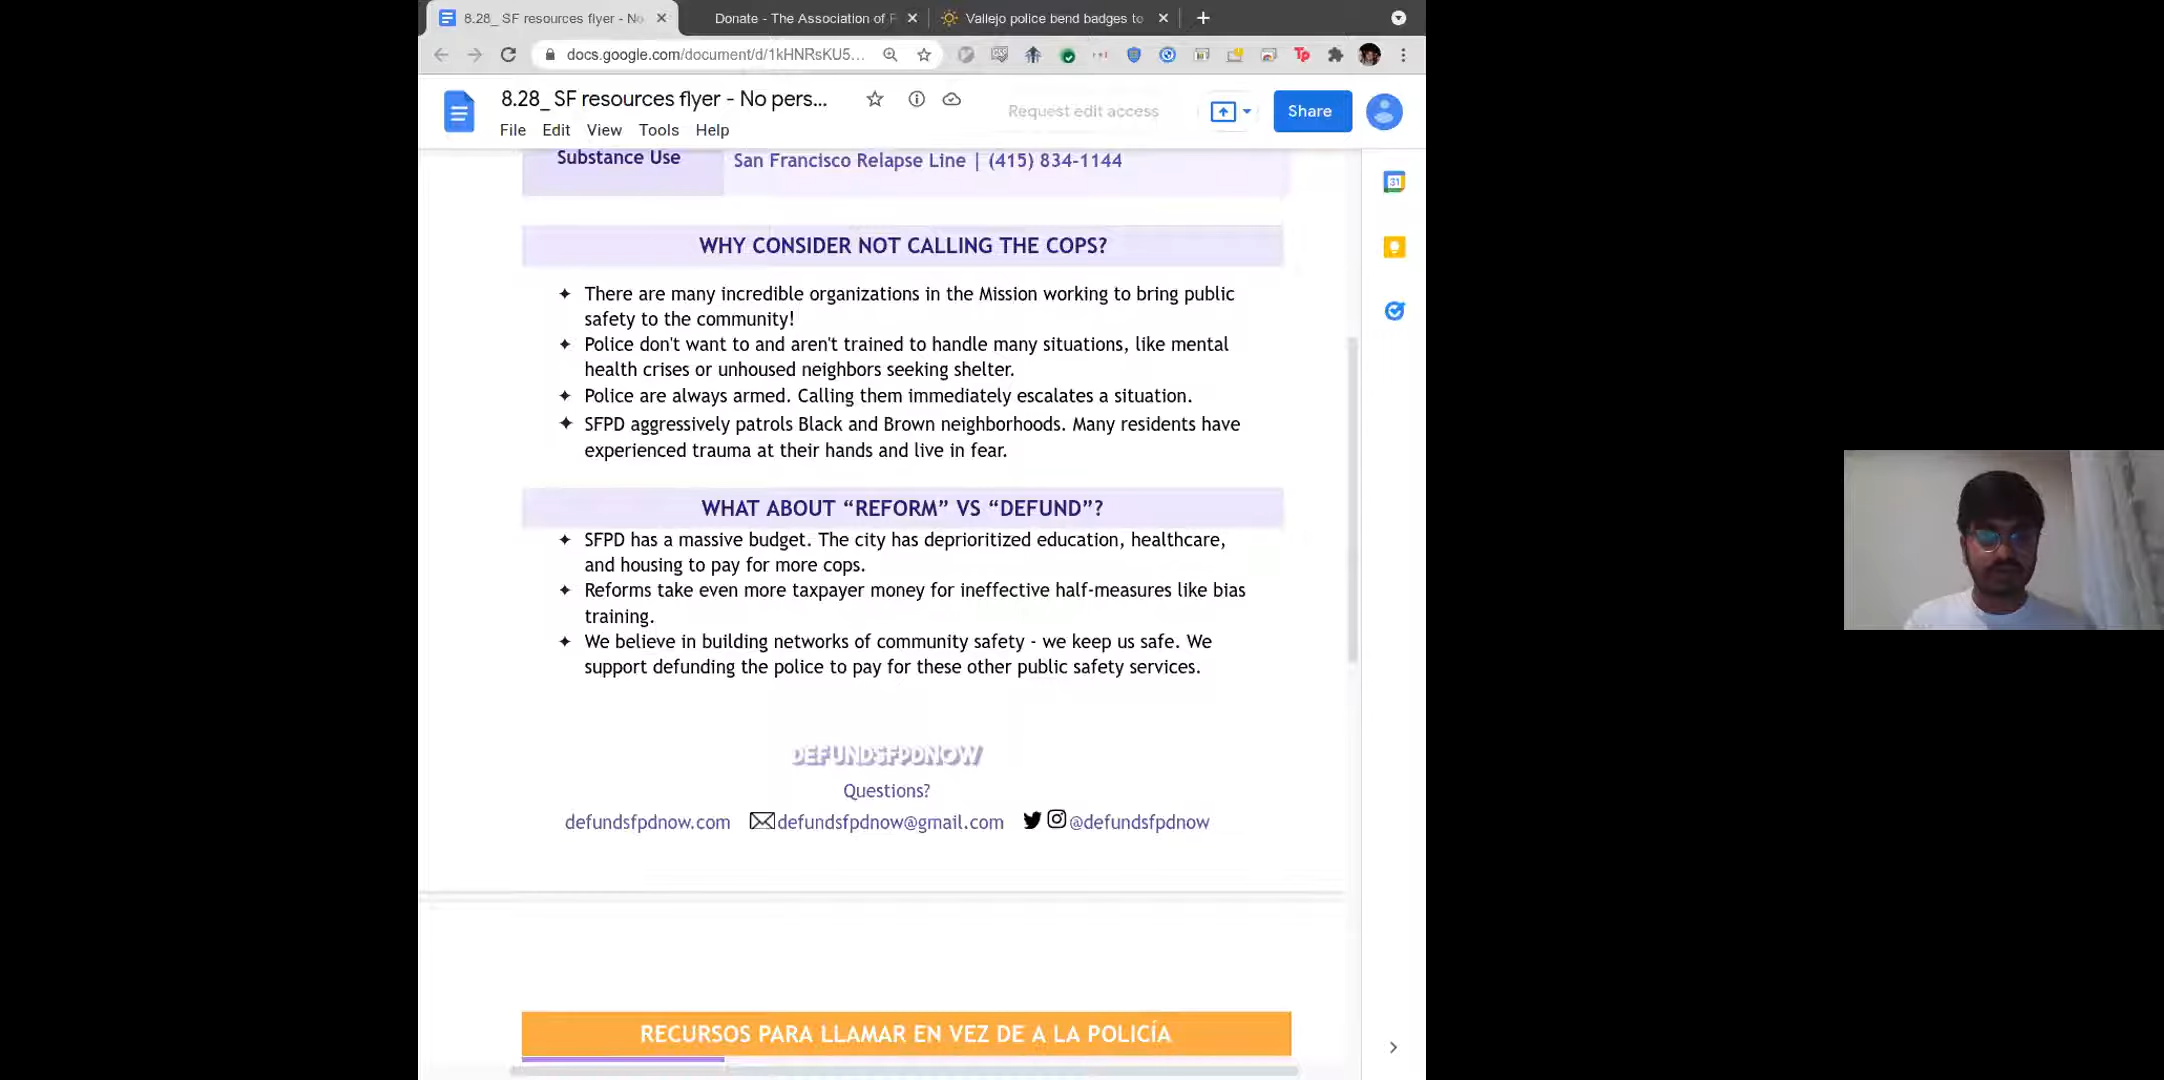 8.28_ SF resources flyer - No
Donate - The Association of
Vallejo police bend badges to
docs.google.com/document/d/1kHNRsKU5...
8.28_ SF resources flyer - No pers...
Request edit access
Share
File Edit View Tools Help
31
Substance Use
San Francisco Relapse Line | (415) 834-1144
WHY CONSIDER NOT CALLING THE COPS?
✦ There are many incredible organizations in the Mission working to bring public
safety to the community!
✦ Police don't want to and aren't trained to handle many situations, like mental
health crises or unhoused neighbors seeking shelter.
✦ Police are always armed. Calling them immediately escalates a situation.
✦ SFPD aggressively patrols Black and Brown neighborhoods. Many residents have
experienced trauma at their hands and live in fear.
WHAT ABOUT “REFORM” VS “DEFUND”?
✦ SFPD has a massive budget. The city has deprioritized education, healthcare,
and housing to pay for more cops.
✦ Reforms take even more taxpayer money for ineffective half-measures like bias
training.
✦ We believe in building networks of community safety - we keep us safe. We
support defunding the police to pay for these other public safety services.
DEFUNDSFPDNOW
Questions?
defundsfpdnow.com defundsfpdnow@gmail.com @defundsfpdnow
RECURSOS PARA LLAMAR EN VEZ DE A LA POLICÍA